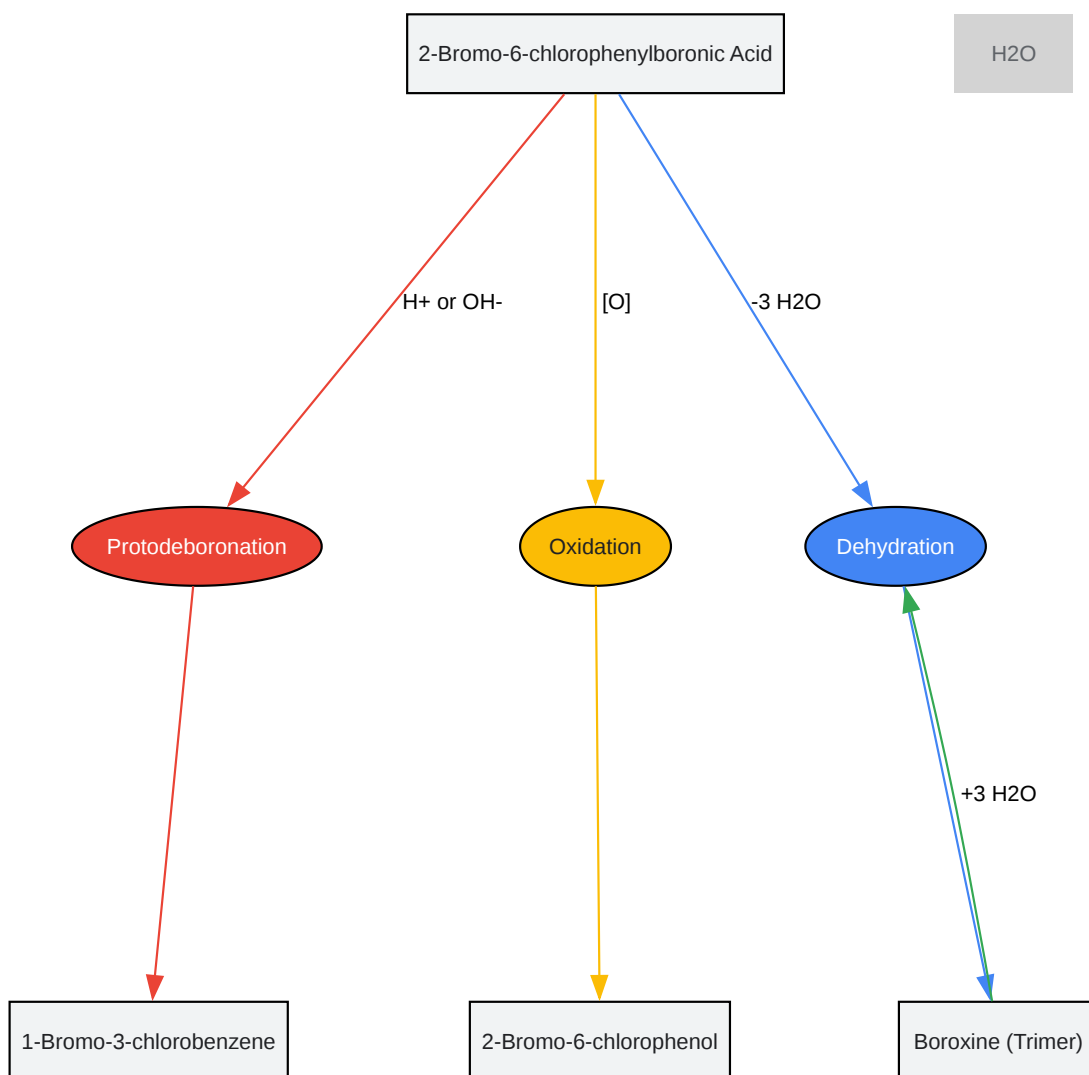 2-Bromo-6-chlorophenylboronic Acid
H2O
H+ or OH-
[O]
-3 H2O
Protodeboronation
Oxidation
Dehydration
+3 H2O
1-Bromo-3-chlorobenzene
2-Bromo-6-chlorophenol
Boroxine (Trimer)